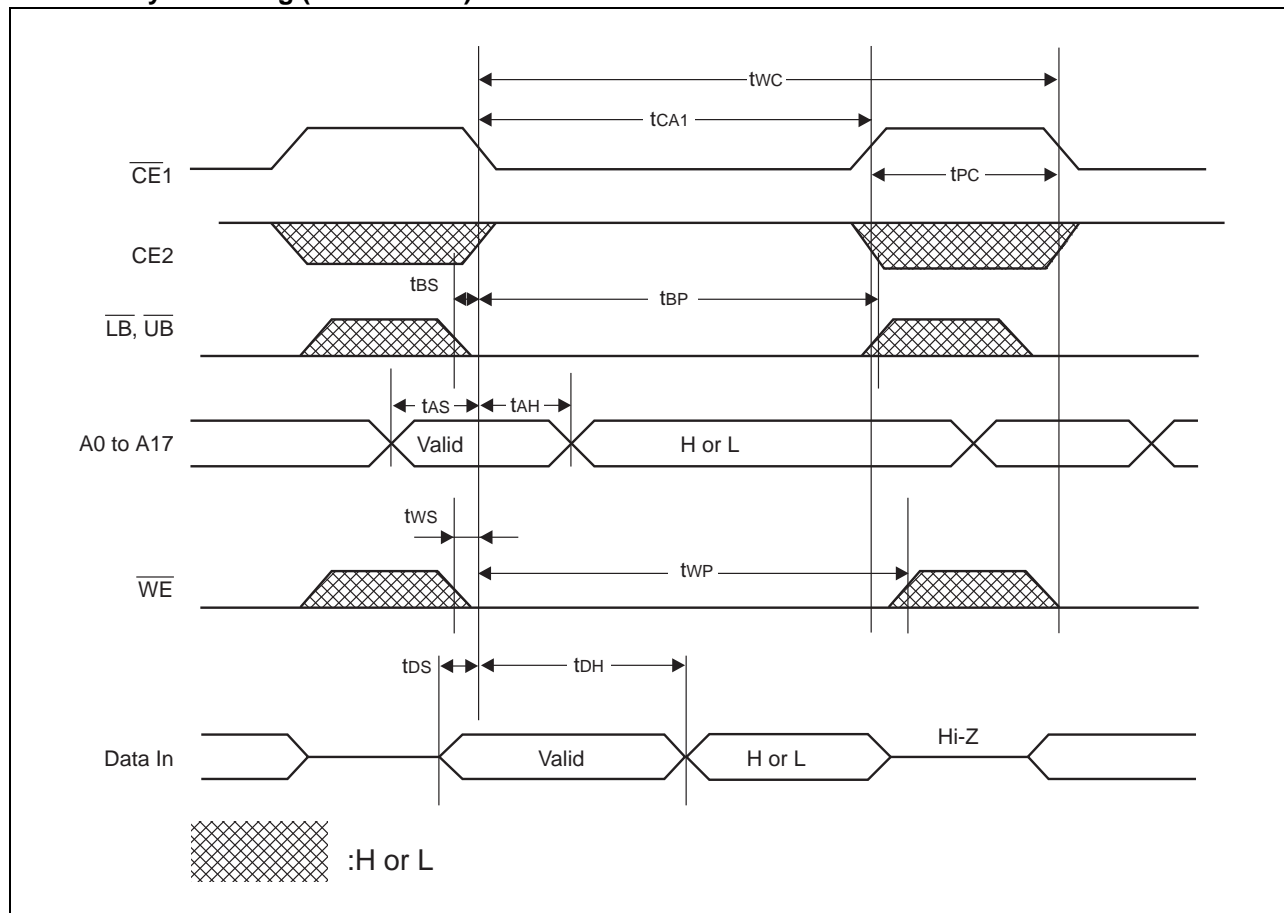 tWC
tCA1
CE1
tPC
CE2
tBS
tBP
LB, UB
tAS
tAH
A0 to A17
Valid
H or L
tWS
tWP
WE
tDS
tDH
Hi-Z
Data In
Valid
H or L
:H or L